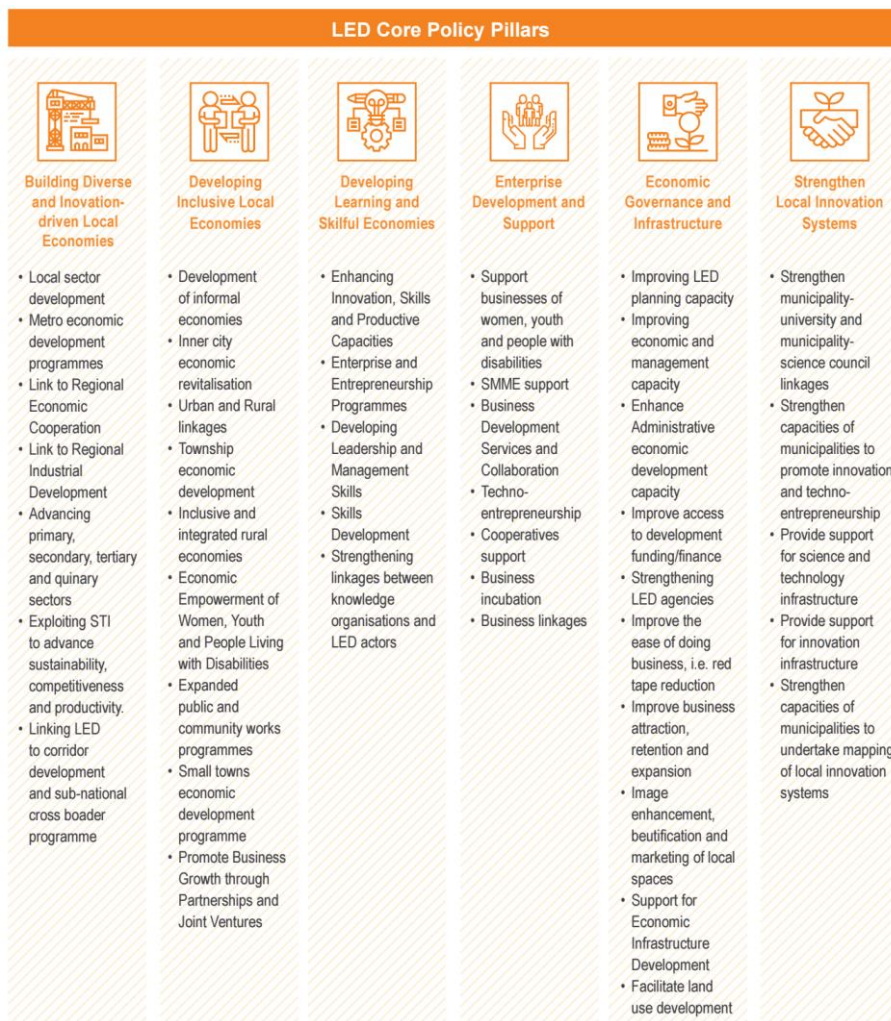 LED Core Policy Pillars
Building Diverse
and Inovation-
driven Local
Economies
• Local sector
development
• Metro economic
development
programmes
• Link to Regional
Economic
Cooperation
• Link to Regional
Industrial
Development
• Advancing
primary,
secondary, tertiary
and quinary
sectors
• Exploiting STI
to advance
sustainability,
competitiveness
and productivity.
• Linking LED
to corridor
development
and sub-national
cross boader
programme
Developing
Inclusive Local
Economies
• Development
of informal
economies
• Inner city
economic
revitalisation
• Urban and Rural
linkages
• Township
economic
development
• Inclusive and
integrated rural
economies
• Economic
Empowerment of
Women, Youth
and People Living
with Disabilities
• Expanded
public and
community works
programmes
• Small towns
economic
development
programme
• Promote Business
Growth through
Partnerships and
Joint Ventures
Developing
Learning and
Skilful Economies
• Enhancing
Innovation, Skills
and Productive
Capacities
• Enterprise and
Entrepreneurship
Programmes
• Developing
Leadership and
Management
Skills
• Skills
Development
• Strengthening
linkages between
knowledge
organisations and
LED actors
Enterprise
Development and
Support
• Support
businesses of
women, youth
and people with
disabilities
• SMME support
• Business
Development
Services and
Collaboration
• Techno-
entrepreneurship
• Cooperatives
support
• Business
incubation
• Business linkages
Economic
Governance and
Infrastructure
• Improving LED
planning capacity
• Improving
economic and
management
capacity
• Enhance
Administrative
economic
development
capacity
• Improve access
to development
funding/finance
• Strengthening
LED agencies
• Improve the
ease of doing
business, i.e. red
tape reduction
• Improve business
attraction,
retention and
expansion
• Image
enhancement,
beutification and
marketing of local
spaces
• Support for
Economic
Infrastructure
Development
• Facilitate land
use development
Strengthen
Local Innovation
Systems
• Strengthen
municipality-
university and
municipality-
science council
linkages
• Strengthen
capacities of
municipalities to
promote innovation
and techno-
entrepreneurship
• Provide support
for science and
technology
infrastructure
• Provide support
for innovation
infrastructure
• Strengthen
capacities of
municipalities to
undertake mapping
of local innovation
systems